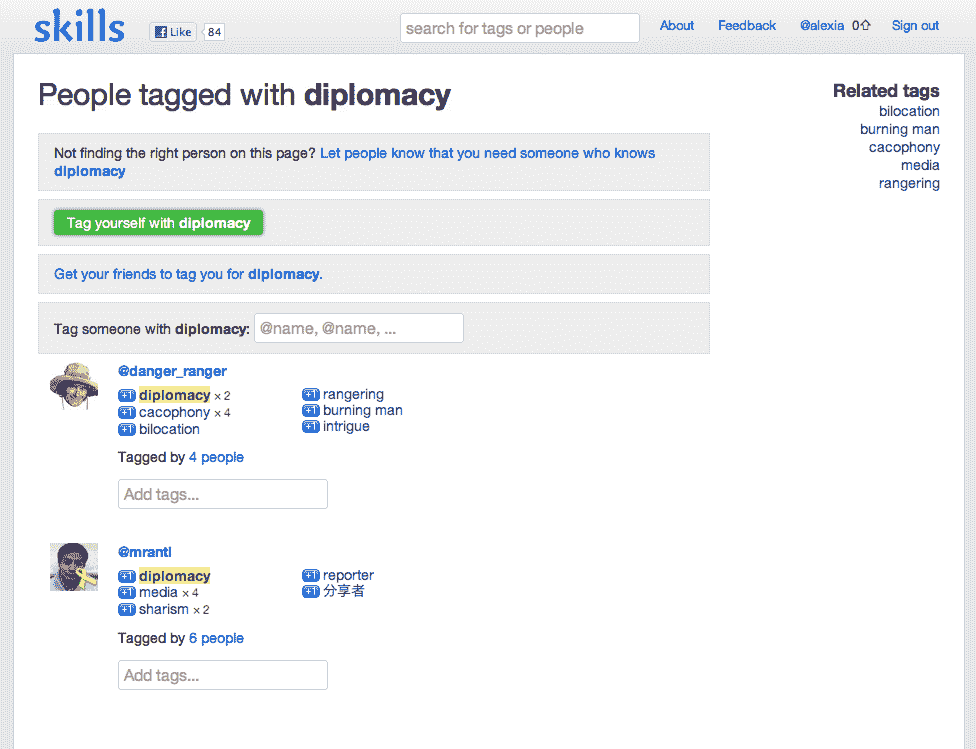 skills
Like 84
search for tags or people
About Feedback @alexia 0⇧ Sign out
People tagged with diplomacy
Related tags
bilocation
burning man
cacophony
media
rangering
Not finding the right person on this page? Let people know that you need someone who knows
diplomacy
Tag yourself with diplomacy
Get your friends to tag you for diplomacy.
Tag someone with diplomacy: @name, @name, ...
@danger_ranger
+1 diplomacy × 2
+1 cacophony × 4
+1 bilocation
+1 rangering
+1 burning man
+1 intrigue
Tagged by 4 people
Add tags...
@mranti
+1 diplomacy
+1 media × 4
+1 sharism × 2
+1 reporter
+1 分享者
Tagged by 6 people
Add tags...